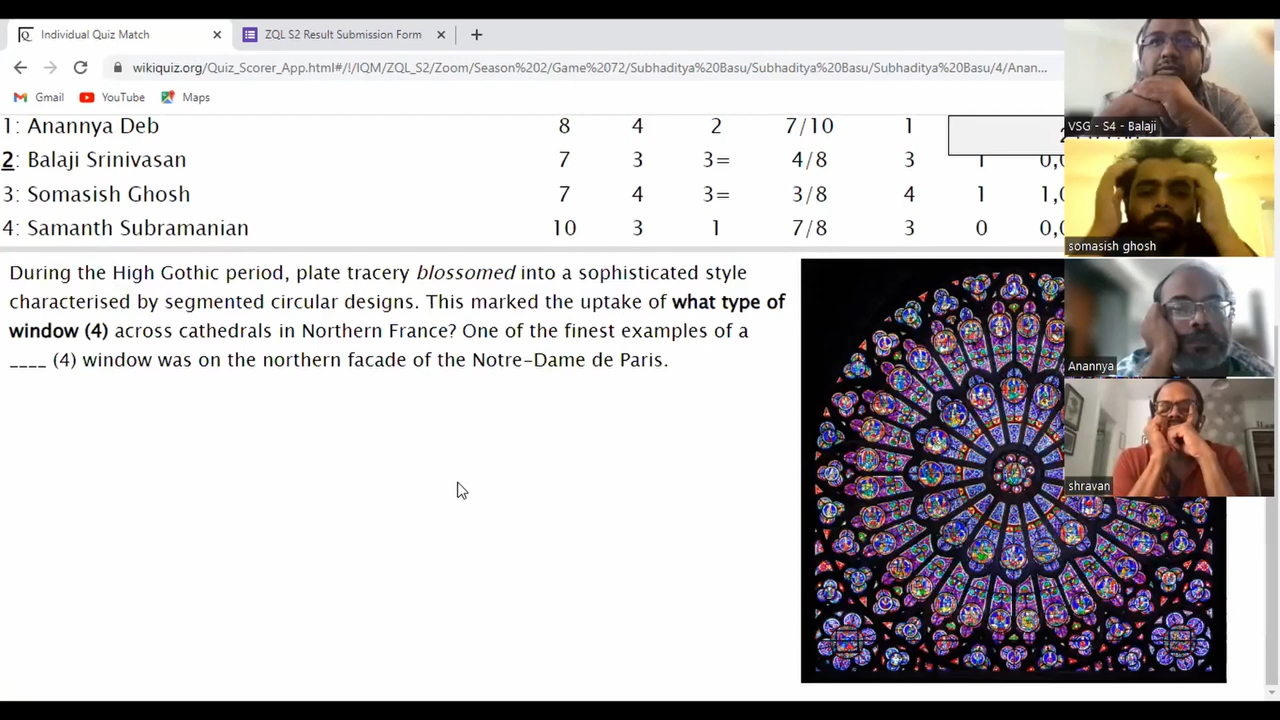 Individual Quiz Match
ZQL S2 Result Submission Form
wikiquiz.org/Quiz_Scorer_App.html#/I/IQM/ZQL_S2/Zoom/Season%202/Game%2072/Subhaditya%20Basu/Subhaditya%20Basu/Subhaditya%20Basu/4/Anan...
Gmail YouTube Maps
1: Anannya Deb 8 4 2 7/10 1
2: Balaji Srinivasan 7 3 3= 4/8 3 1 0,0
3: Somasish Ghosh 7 4 3= 3/8 4 1 1,0
4: Samanth Subramanian 10 3 1 7/8 3 0 0,0
During the High Gothic period, plate tracery blossomed into a sophisticated style
characterised by segmented circular designs. This marked the uptake of what type of
window (4) across cathedrals in Northern France? One of the finest examples of a
____ (4) window was on the northern facade of the Notre-Dame de Paris.
VSG - S4 - Balaji
somasish ghosh
Anannya
shravan